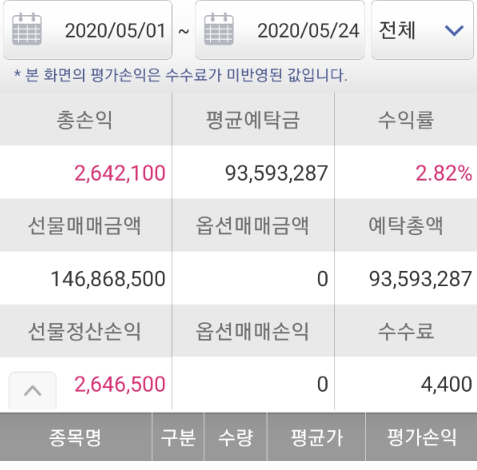 2020/05/01 ~ 2020/05/24 전체
* 본 화면의 평가손익은 수수료가 미반영된 값입니다.
총손익 평균예탁금 수익률
2,642,100 93,593,287 2.82%
선물매매금액 옵션매매금액 예탁총액
146,868,500 0 93,593,287
선물정산손익 옵션매매손익 수수료
2,646,500 0 4,400
종목명 구분 수량 평균가 평가손익